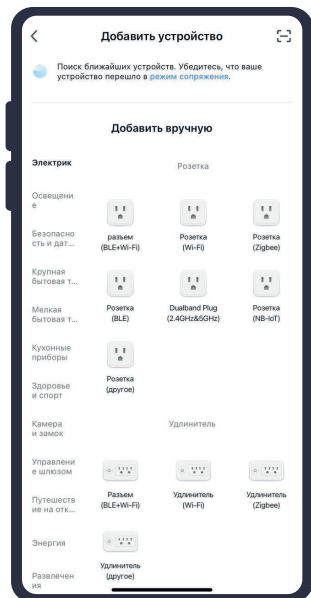 Добавить устройство
Поиск ближайших устройств. Убедитесь, что ваше
устройство перешло в режим сопряжения.
Добавить вручную
Электрик
Освещени
е
Безопасно
сть и дат...
Крупная
бытовая т...
Мелкая
бытовая т...
Кухонные
приборы
Здоровье
и спорт
Камера
и замок
Управлени
е шлюзом
Путешеств
ие на отк...
Энергия
Развлечен
ия
Розетка
разъем
(BLE+Wi-Fi)
Розетка
(Wi-Fi)
Розетка
(Zigbee)
Розетка
(BLE)
Dualband Plug
(2.4GHz&5GHz)
Розетка
(NB-IoT)
Розетка
(другое)
Удлинитель
Разъем
(BLE+Wi-Fi)
Удлинитель
(Wi-Fi)
Удлинитель
(Zigbee)
Удлинитель
(другое)